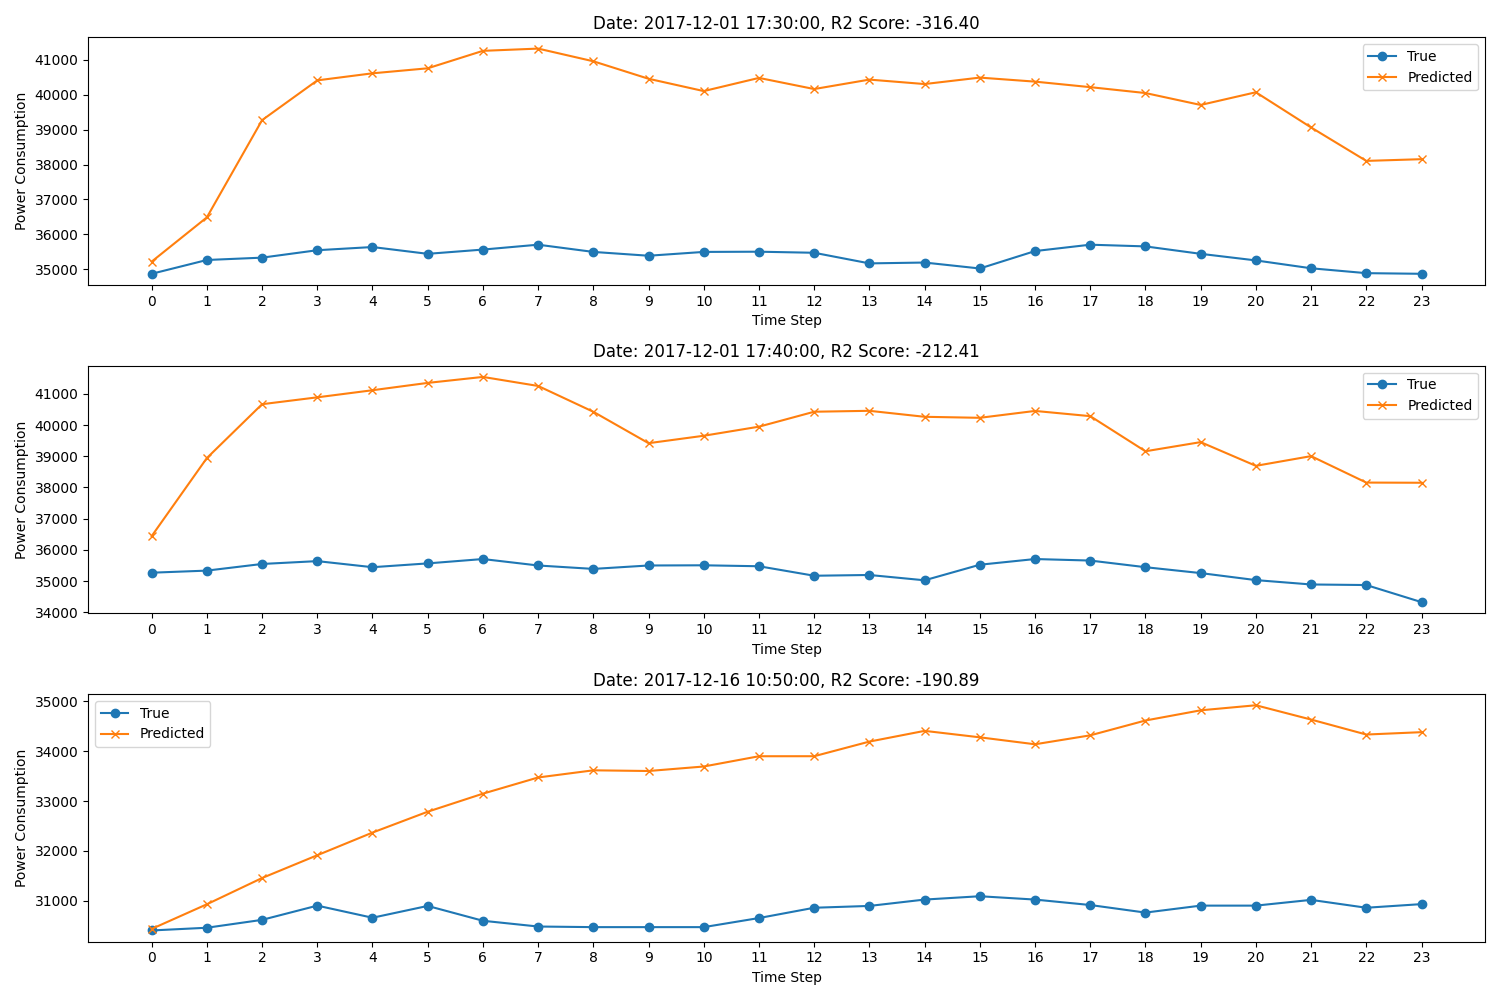 Date: 2017-12-01 17:30:00, R2 Score: -316.40
True
Predicted
Power Consumption
41000
40000
39000
38000
37000
36000
35000
0 1 2 3 4 5 6 7 8 9 10 11 12 13 14 15 16 17 18 19 20 21 22 23
Time Step
Date: 2017-12-01 17:40:00, R2 Score: -212.41
True
Predicted
Power Consumption
41000
40000
39000
38000
37000
36000
35000
34000
0 1 2 3 4 5 6 7 8 9 10 11 12 13 14 15 16 17 18 19 20 21 22 23
Time Step
Date: 2017-12-16 10:50:00, R2 Score: -190.89
True
Predicted
Power Consumption
35000
34000
33000
32000
31000
0 1 2 3 4 5 6 7 8 9 10 11 12 13 14 15 16 17 18 19 20 21 22 23
Time Step